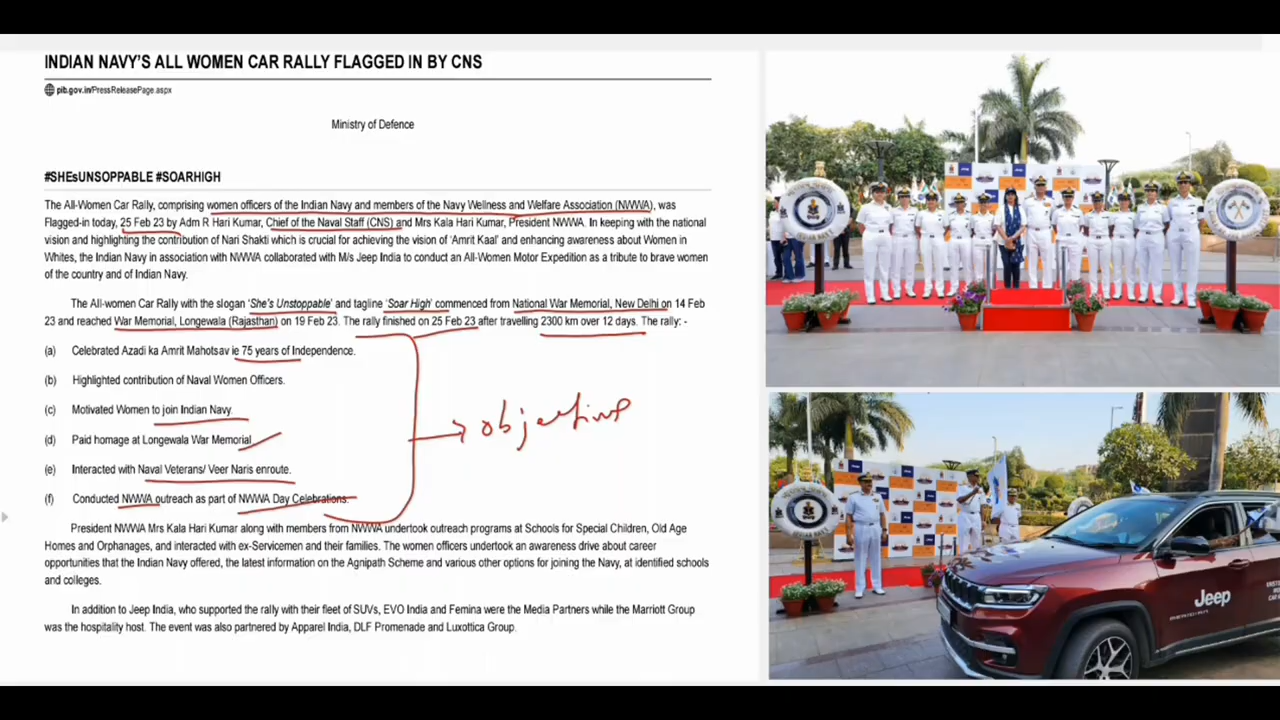 INDIAN NAVY'S ALL WOMEN CAR RALLY FLAGGED IN BY CNS
pib.gov.in/PressReleasePage.aspx
Ministry of Defence
#SHEsUNSOPPABLE #SOARHIGH
The All-Women Car Rally, comprising women officers of the Indian Navy and members of the Navy Wellness and Welfare Association (NWWA), was
Flagged-in today, 25 Feb 23 by Adm R Hari Kumar, Chief of the Naval Staff (CNS) and Mrs Kala Hari Kumar, President NWWA. In keeping with the national
vision and highlighting the contribution of Nari Shakti which is crucial for achieving the vision of 'Amrit Kaal' and enhancing awareness about Women in
Whites, the Indian Navy in association with NWWA collaborated with M/s Jeep India to conduct an All-Women Motor Expedition as a tribute to brave women
of the country and of Indian Navy.
The All-women Car Rally with the slogan 'She's Unstoppable' and tagline 'Soar High' commenced from National War Memorial, New Delhi on 14 Feb
23 and reached War Memorial, Longewala (Rajasthan) on 19 Feb 23. The rally finished on 25 Feb 23 after travelling 2300 km over 12 days. The rally: -
(a) Celebrated Azadi ka Amrit Mahotsav ie 75 years of Independence.
(b) Highlighted contribution of Naval Women Officers.
(c) Motivated Women to join Indian Navy.
(d) Paid homage at Longewala War Memorial
(e) Interacted with Naval Veterans/ Veer Naris enroute.
(f) Conducted NWWA outreach as part of NWWA Day Celebrations.
objective
President NWWA Mrs Kala Hari Kumar along with members from NWWA undertook outreach programs at Schools for Special Children, Old Age
Homes and Orphanages, and interacted with ex-Servicemen and their families. The women officers undertook an awareness drive about career
opportunities that the Indian Navy offered, the latest information on the Agnipath Scheme and various other options for joining the Navy, at identified schools
and colleges.
In addition to Jeep India, who supported the rally with their fleet of SUVs, EVO India and Femina were the Media Partners while the Marriott Group
was the hospitality host. The event was also partnered by Apparel India, DLF Promenade and Luxottica Group.
Jeep